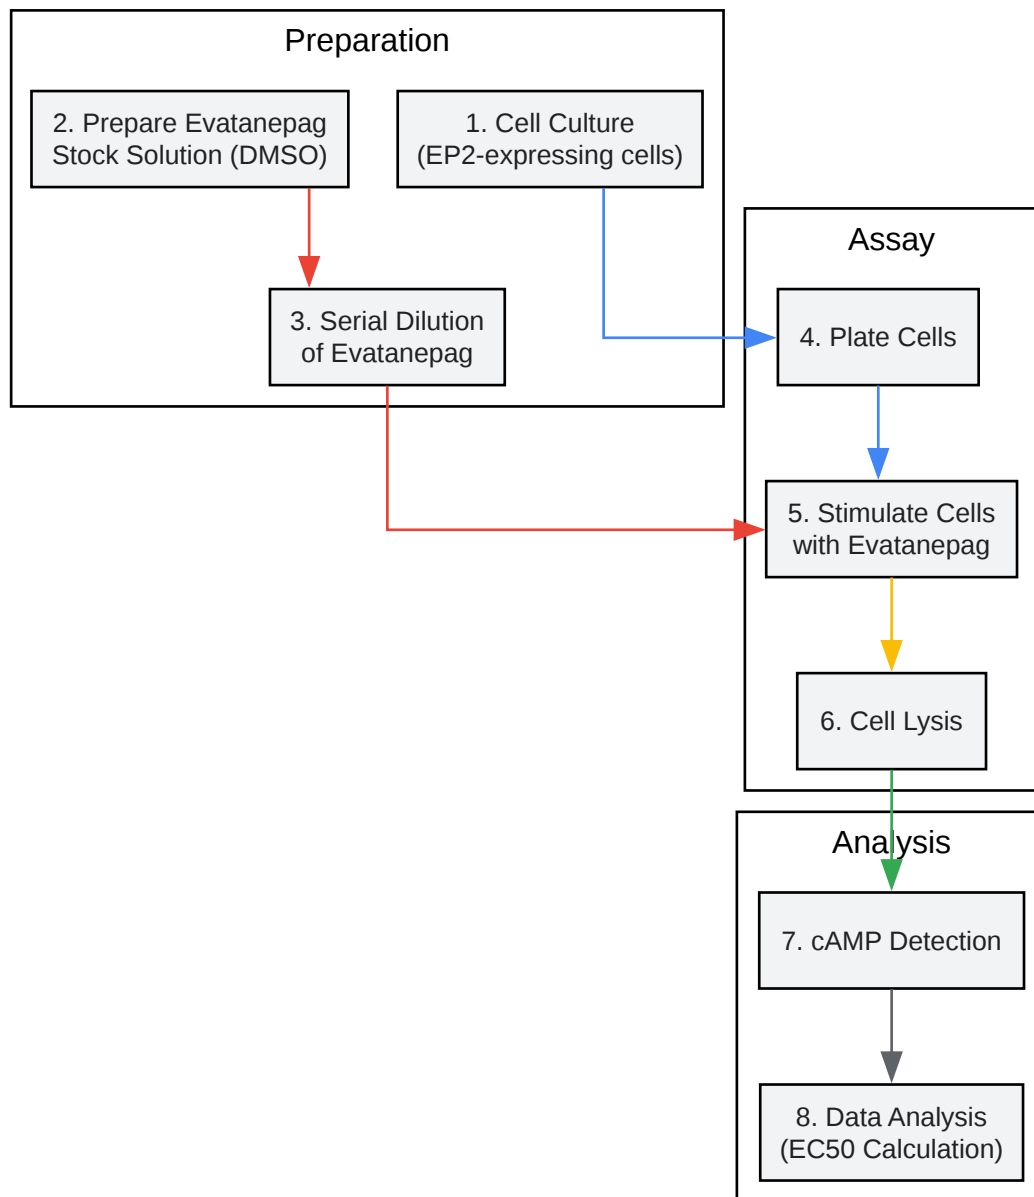 Preparation
2. Prepare Evatanepag
Stock Solution (DMSO)
1. Cell Culture
(EP2-expressing cells)
3. Serial Dilution
of Evatanepag
Assay
4. Plate Cells
5. Stimulate Cells
with Evatanepag
6. Cell Lysis
Analysis
7. cAMP Detection
8. Data Analysis
(EC50 Calculation)